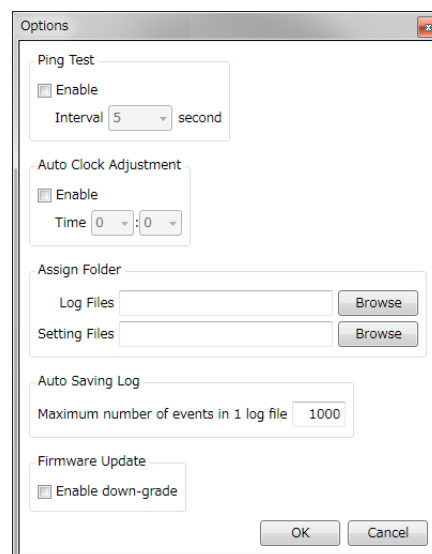 Options
Ping Test
Enable
Interval 5 second
Auto Clock Adjustment
Enable
Time 0 : 0
Assign Folder
Log Files Browse
Setting Files Browse
Auto Saving Log
Maximum number of events in 1 log file 1000
Firmware Update
Enable down-grade
OK Cancel